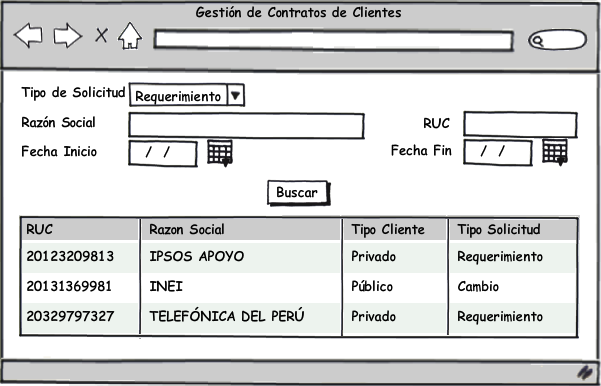 Gestión de Contratos de Clientes
Tipo de Solicitud Requerimiento
Razón Social RUC
Fecha Inicio / / Fecha Fin / /
Buscar
RUC Razon Social Tipo Cliente Tipo Solicitud
20123209813 IPSOS APOYO Privado Requerimiento
20131369981 INEI Público Cambio
20329797327 TELEFÓNICA DEL PERÚ Privado Requerimiento